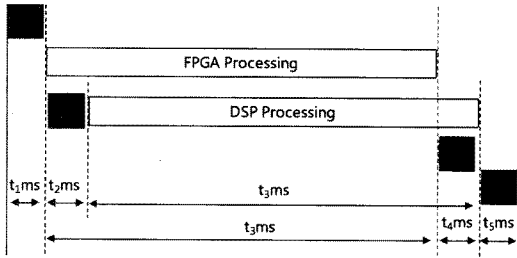 FPGA Processing
DSP Processing
t₁ms t₂ms t₃ms
t₃ms t₄ms t₅ms